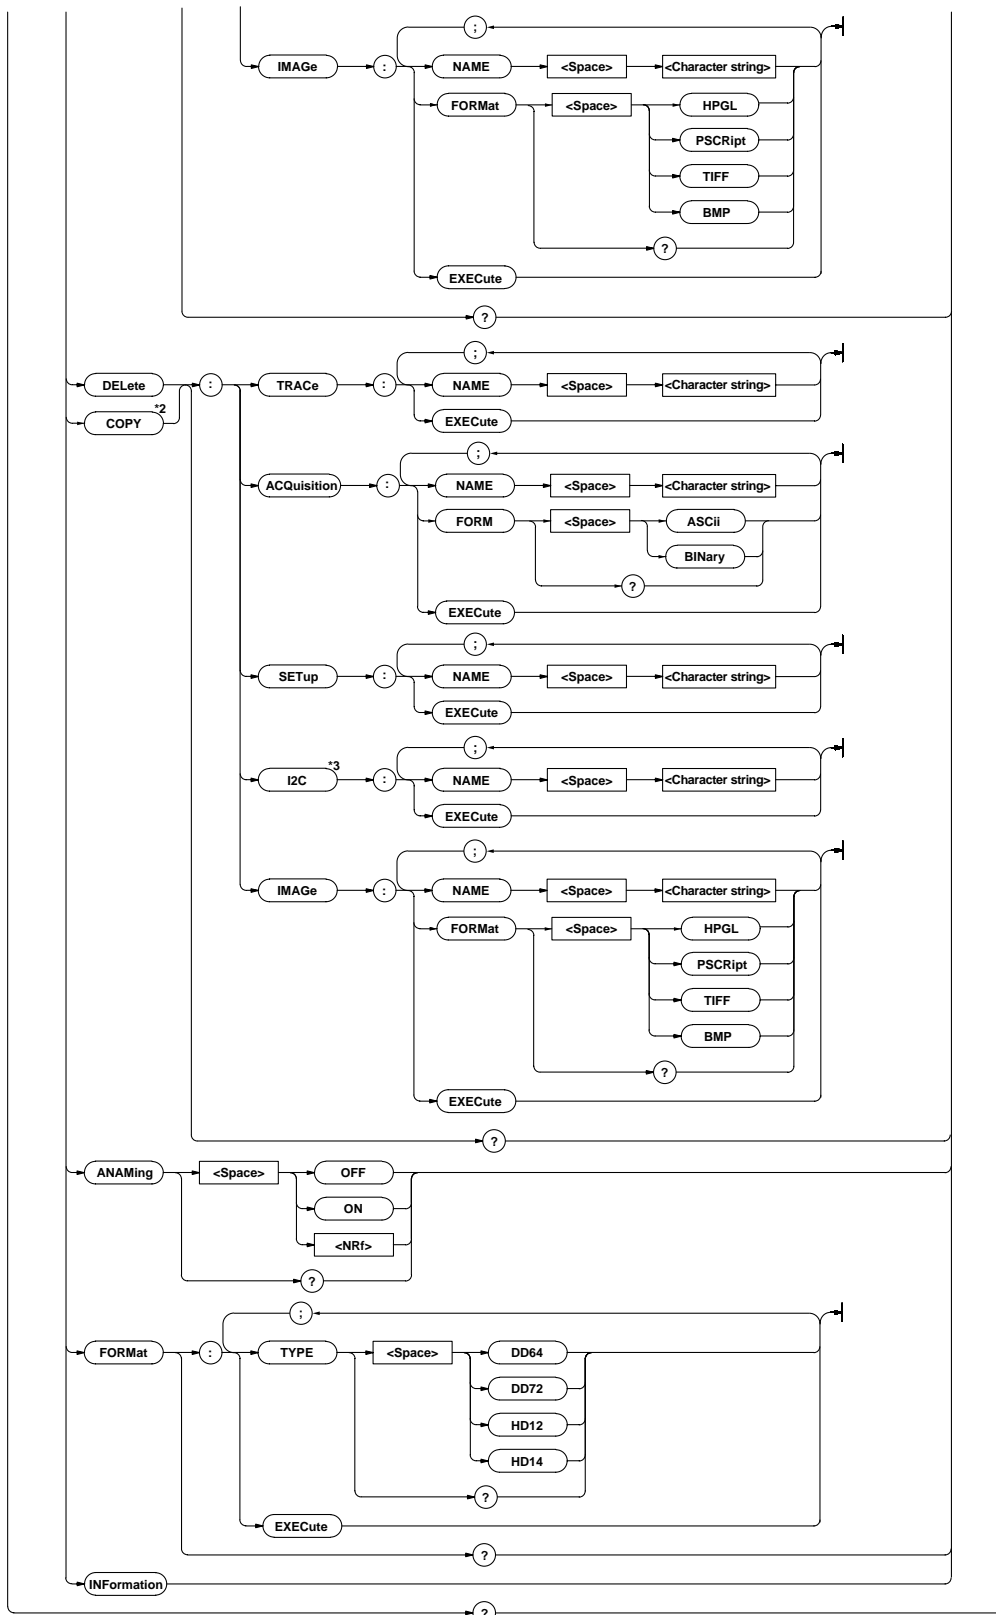 ;
IMAGe : NAME <Space> <Character string>
FORMat <Space> HPGL
PSCRipt
TIFF
BMP
?
EXECute
?
;
DELete : TRACe : NAME <Space> <Character string>
COPY *2 EXECute
;
ACQuisition : NAME <Space> <Character string>
FORM <Space> ASCii
BINary
?
EXECute
;
SETup : NAME <Space> <Character string>
EXECute
;
I2C *3 : NAME <Space> <Character string>
EXECute
;
IMAGe : NAME <Space> <Character string>
FORMat <Space> HPGL
PSCRipt
TIFF
BMP
?
EXECute
?
ANAMing <Space> OFF
ON
<NRf>
?
;
FORMat : TYPE <Space> DD64
DD72
HD12
HD14
?
EXECute
?
INFormation
?